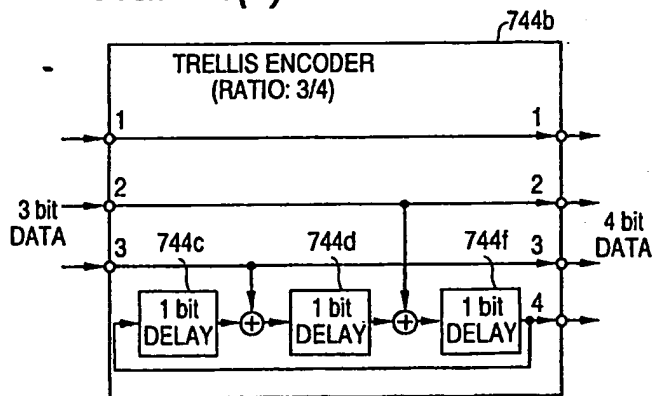 744b
TRELLIS ENCODER
(RATIO: 3/4)
1 1
2 2
3 bit
DATA
4 bit
DATA
3 744c 744d 744f 3
1 bit
DELAY
1 bit
DELAY
1 bit
DELAY
4